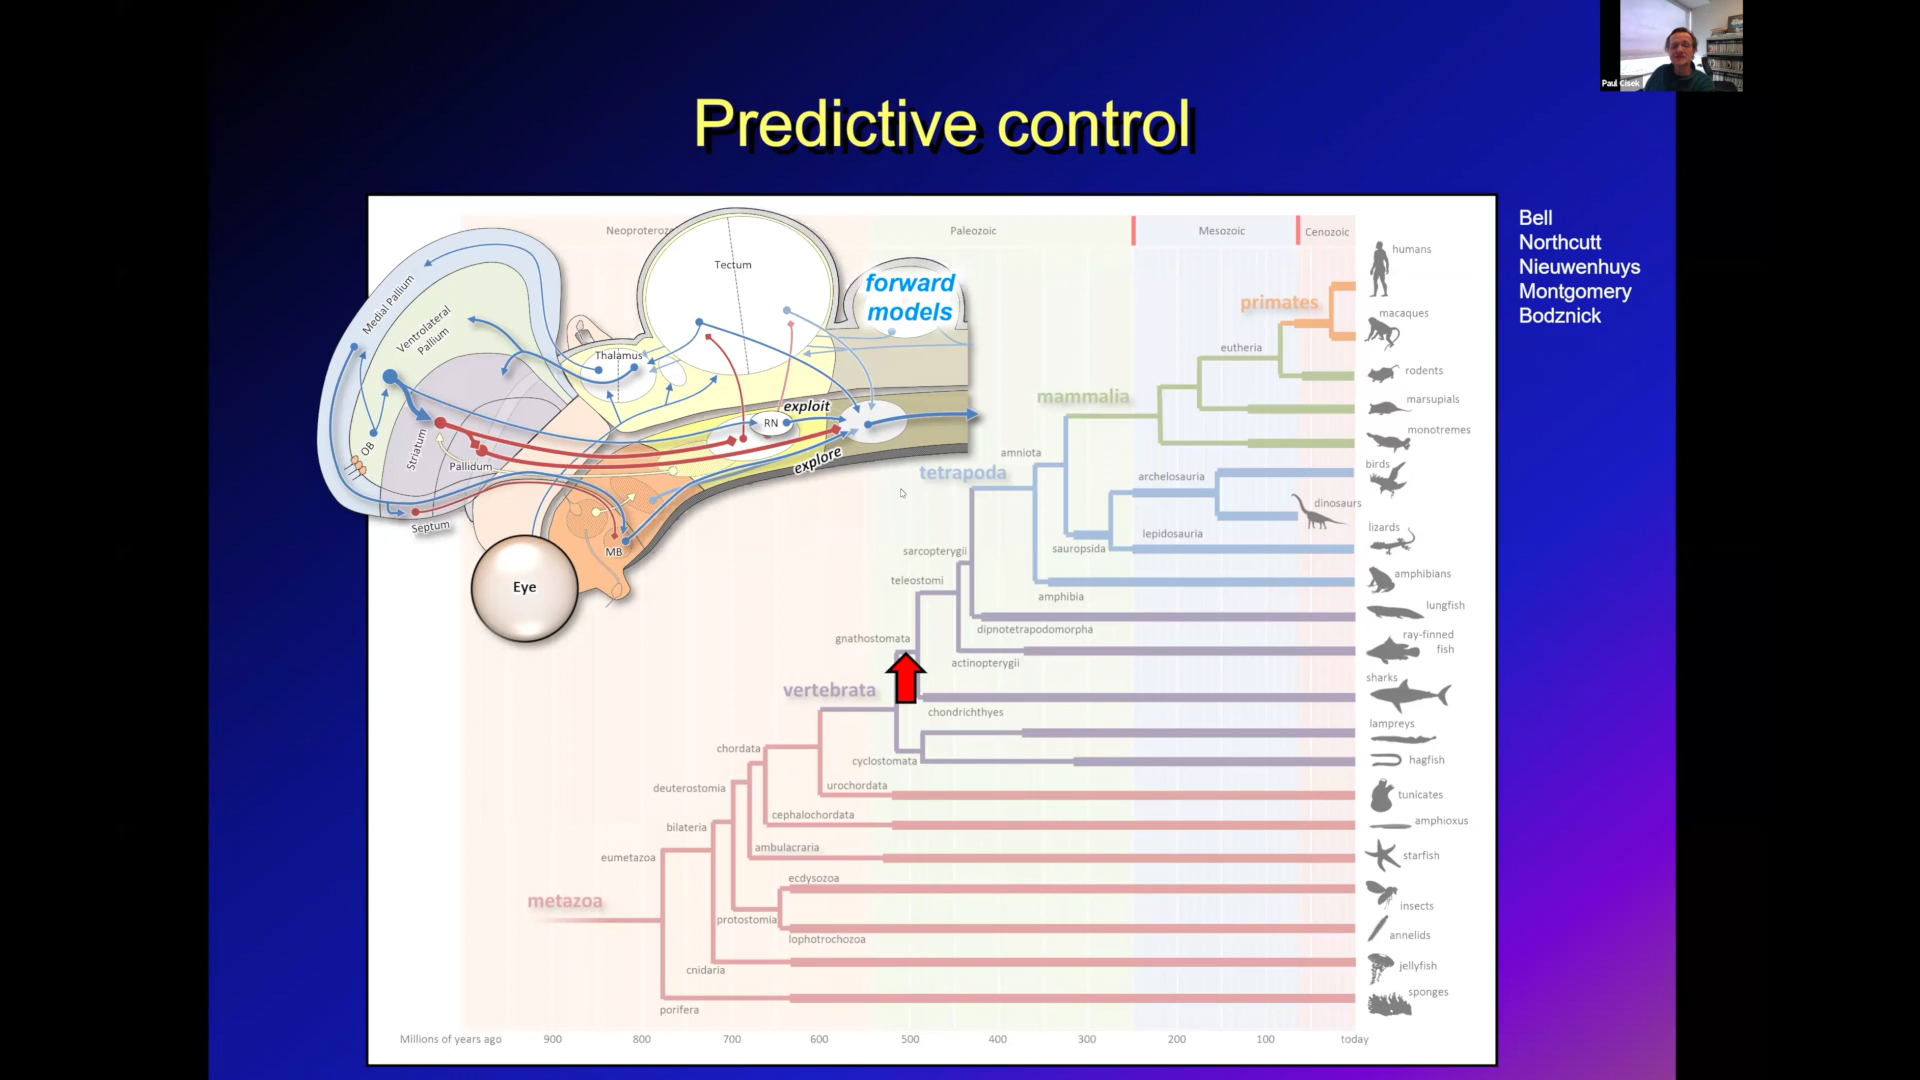 Paul Cisek
Predictive control
Bell
Northcutt
Nieuwenhuys
Montgomery
Bodznick
Paleozoic
Mesozoic
Cenozoic
Tectum
forward
models
Medial Pallium
Ventrolateral
Pallium
Thalamus
exploit
RN
explore
OB
Striatum
Pallidum
Septum
MB
Eye
humans
primates
macaques
eutheria
rodents
mammalia
marsupials
monotremes
amniota
tetrapoda
birds
archelosauria
dinosaurs
lizards
lepidosauria
sauropsida
sarcopterygii
teleostomi
amphibians
amphibia
lungfish
dipnotetrapodomorpha
gnathostomata
ray-finned
fish
actinopterygii
sharks
vertebrata
chondrichthyes
lampreys
chordata
cyclostomata
hagfish
deuterostomia
urochordata
tunicates
cephalochordata
amphioxus
bilateria
ambulacraria
eumetazoa
starfish
ecdysozoa
metazoa
insects
protostomia
lophotrochozoa
annelids
cnidaria
jellyfish
sponges
porifera
Millions of years ago 900 800 700 600 500 400 300 200 100 today